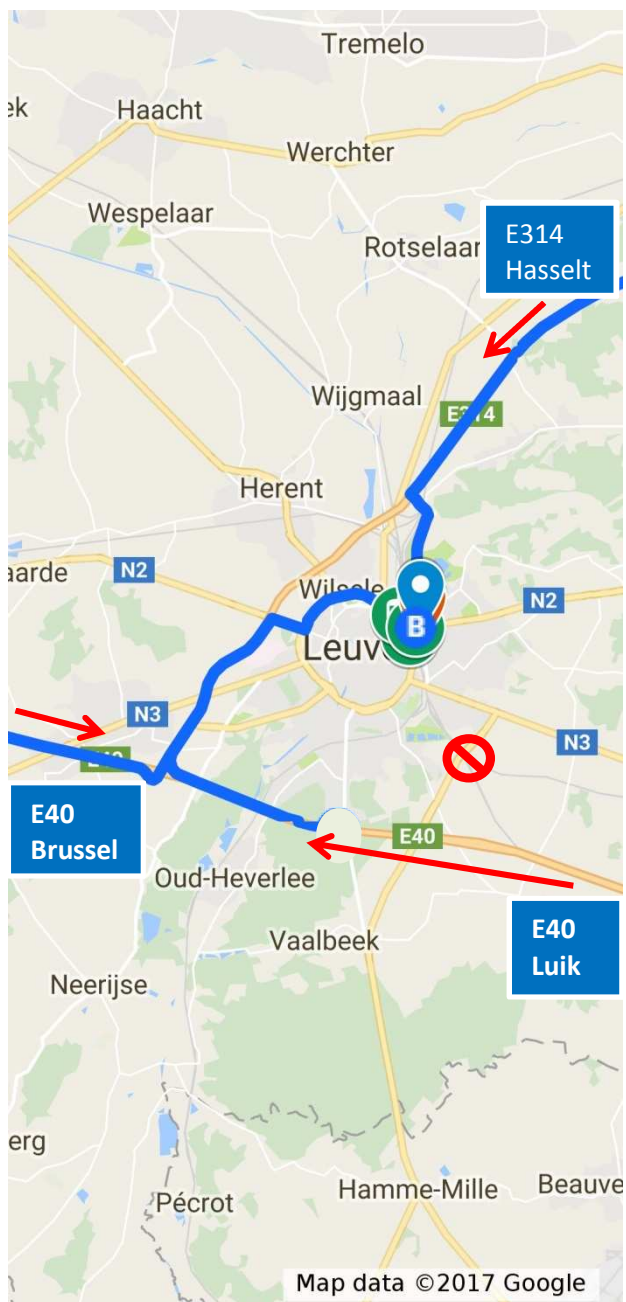 Tremelo
ek
Haacht
Werchter
Wespelaar
Rotselaar
E314
Hasselt
Wijgmaal
E314
Herent
aarde
N2
Wilsele
N2
B
Leuve
N3
N3
E40
E40
Brussel
E40
Oud-Heverlee
E40
Luik
Vaalbeek
Neerijse
erg
Hamme-Mille
Beauve
Pécrot
Map data ©2017 Google